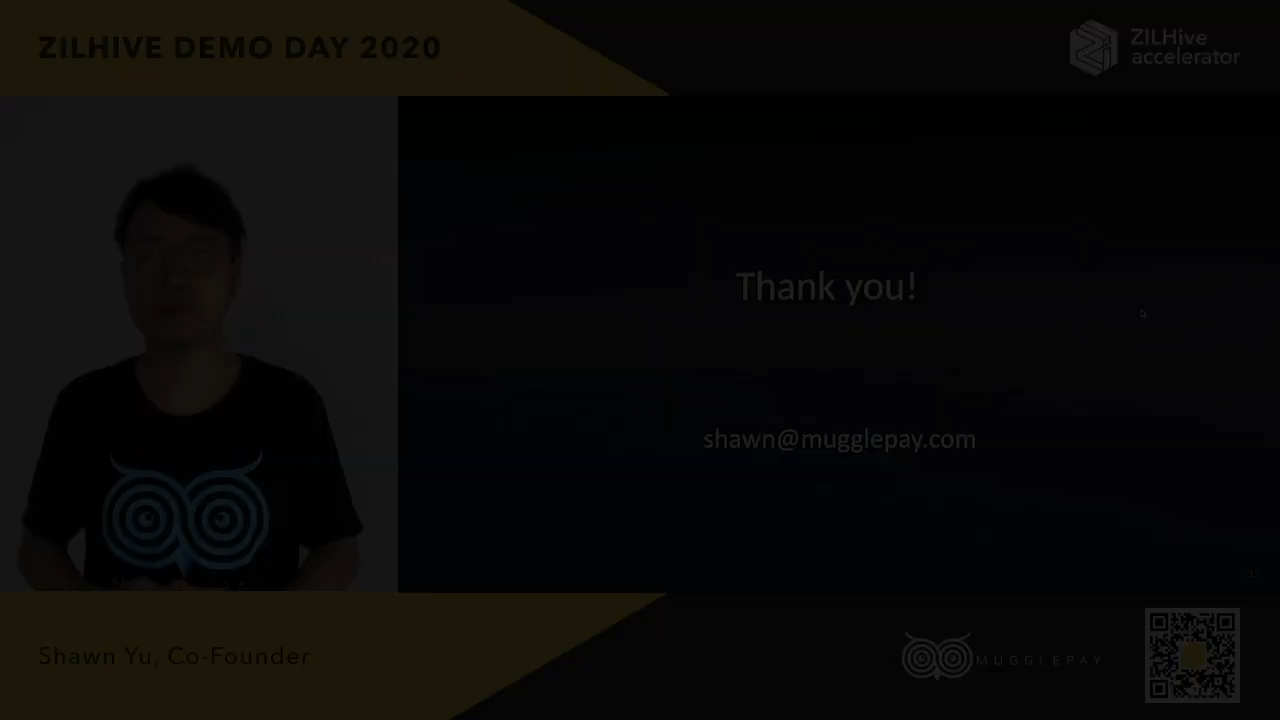 ZILHIVE DEMO DAY 2020
ZILHive
accelerator
Thank you!
shawn@mugglepay.com
Shawn Yu, Co-Founder
MUGGLEPAY